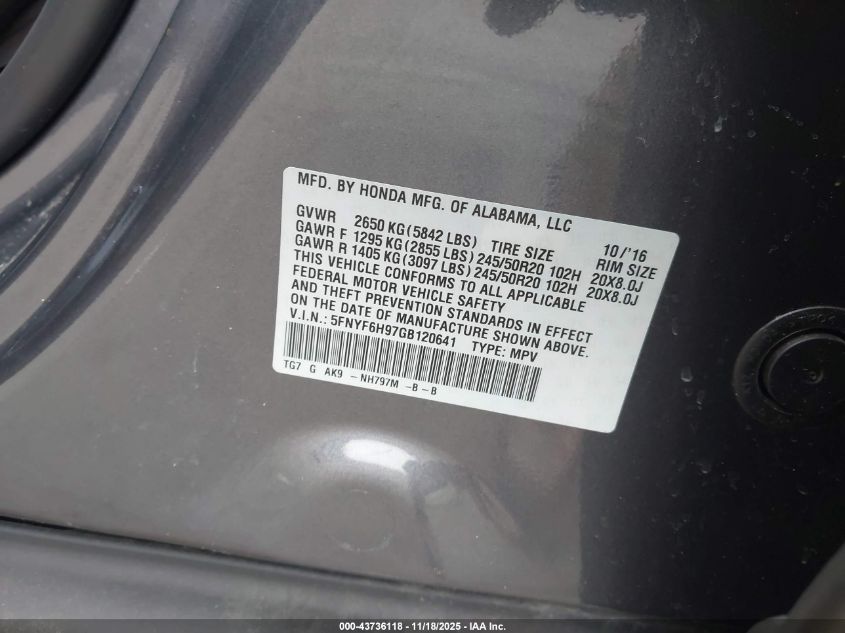 MFD. BY HONDA MFG. OF ALABAMA, LLC 10/'16
GVWR 2650 KG (5842 LBS) TIRE SIZE RIM SIZE
GAWR F 1295 KG (2855 LBS) 245/50R20 102H 20X8.0J
GAWR R 1405 KG (3097 LBS) 245/50R20 102H 20X8.0J
THIS VEHICLE CONFORMS TO ALL APPLICABLE
FEDERAL MOTOR VEHICLE SAFETY
AND THEFT PREVENTION STANDARDS IN EFFECT
ON THE DATE OF MANUFACTURE SHOWN ABOVE.
V.I.N.: 5FNYF6H97GB120641 TYPE: MPV
TG7 G AK9 -NH797M -B-B
000-43736118 - 11/18/2025 - IAA Inc.